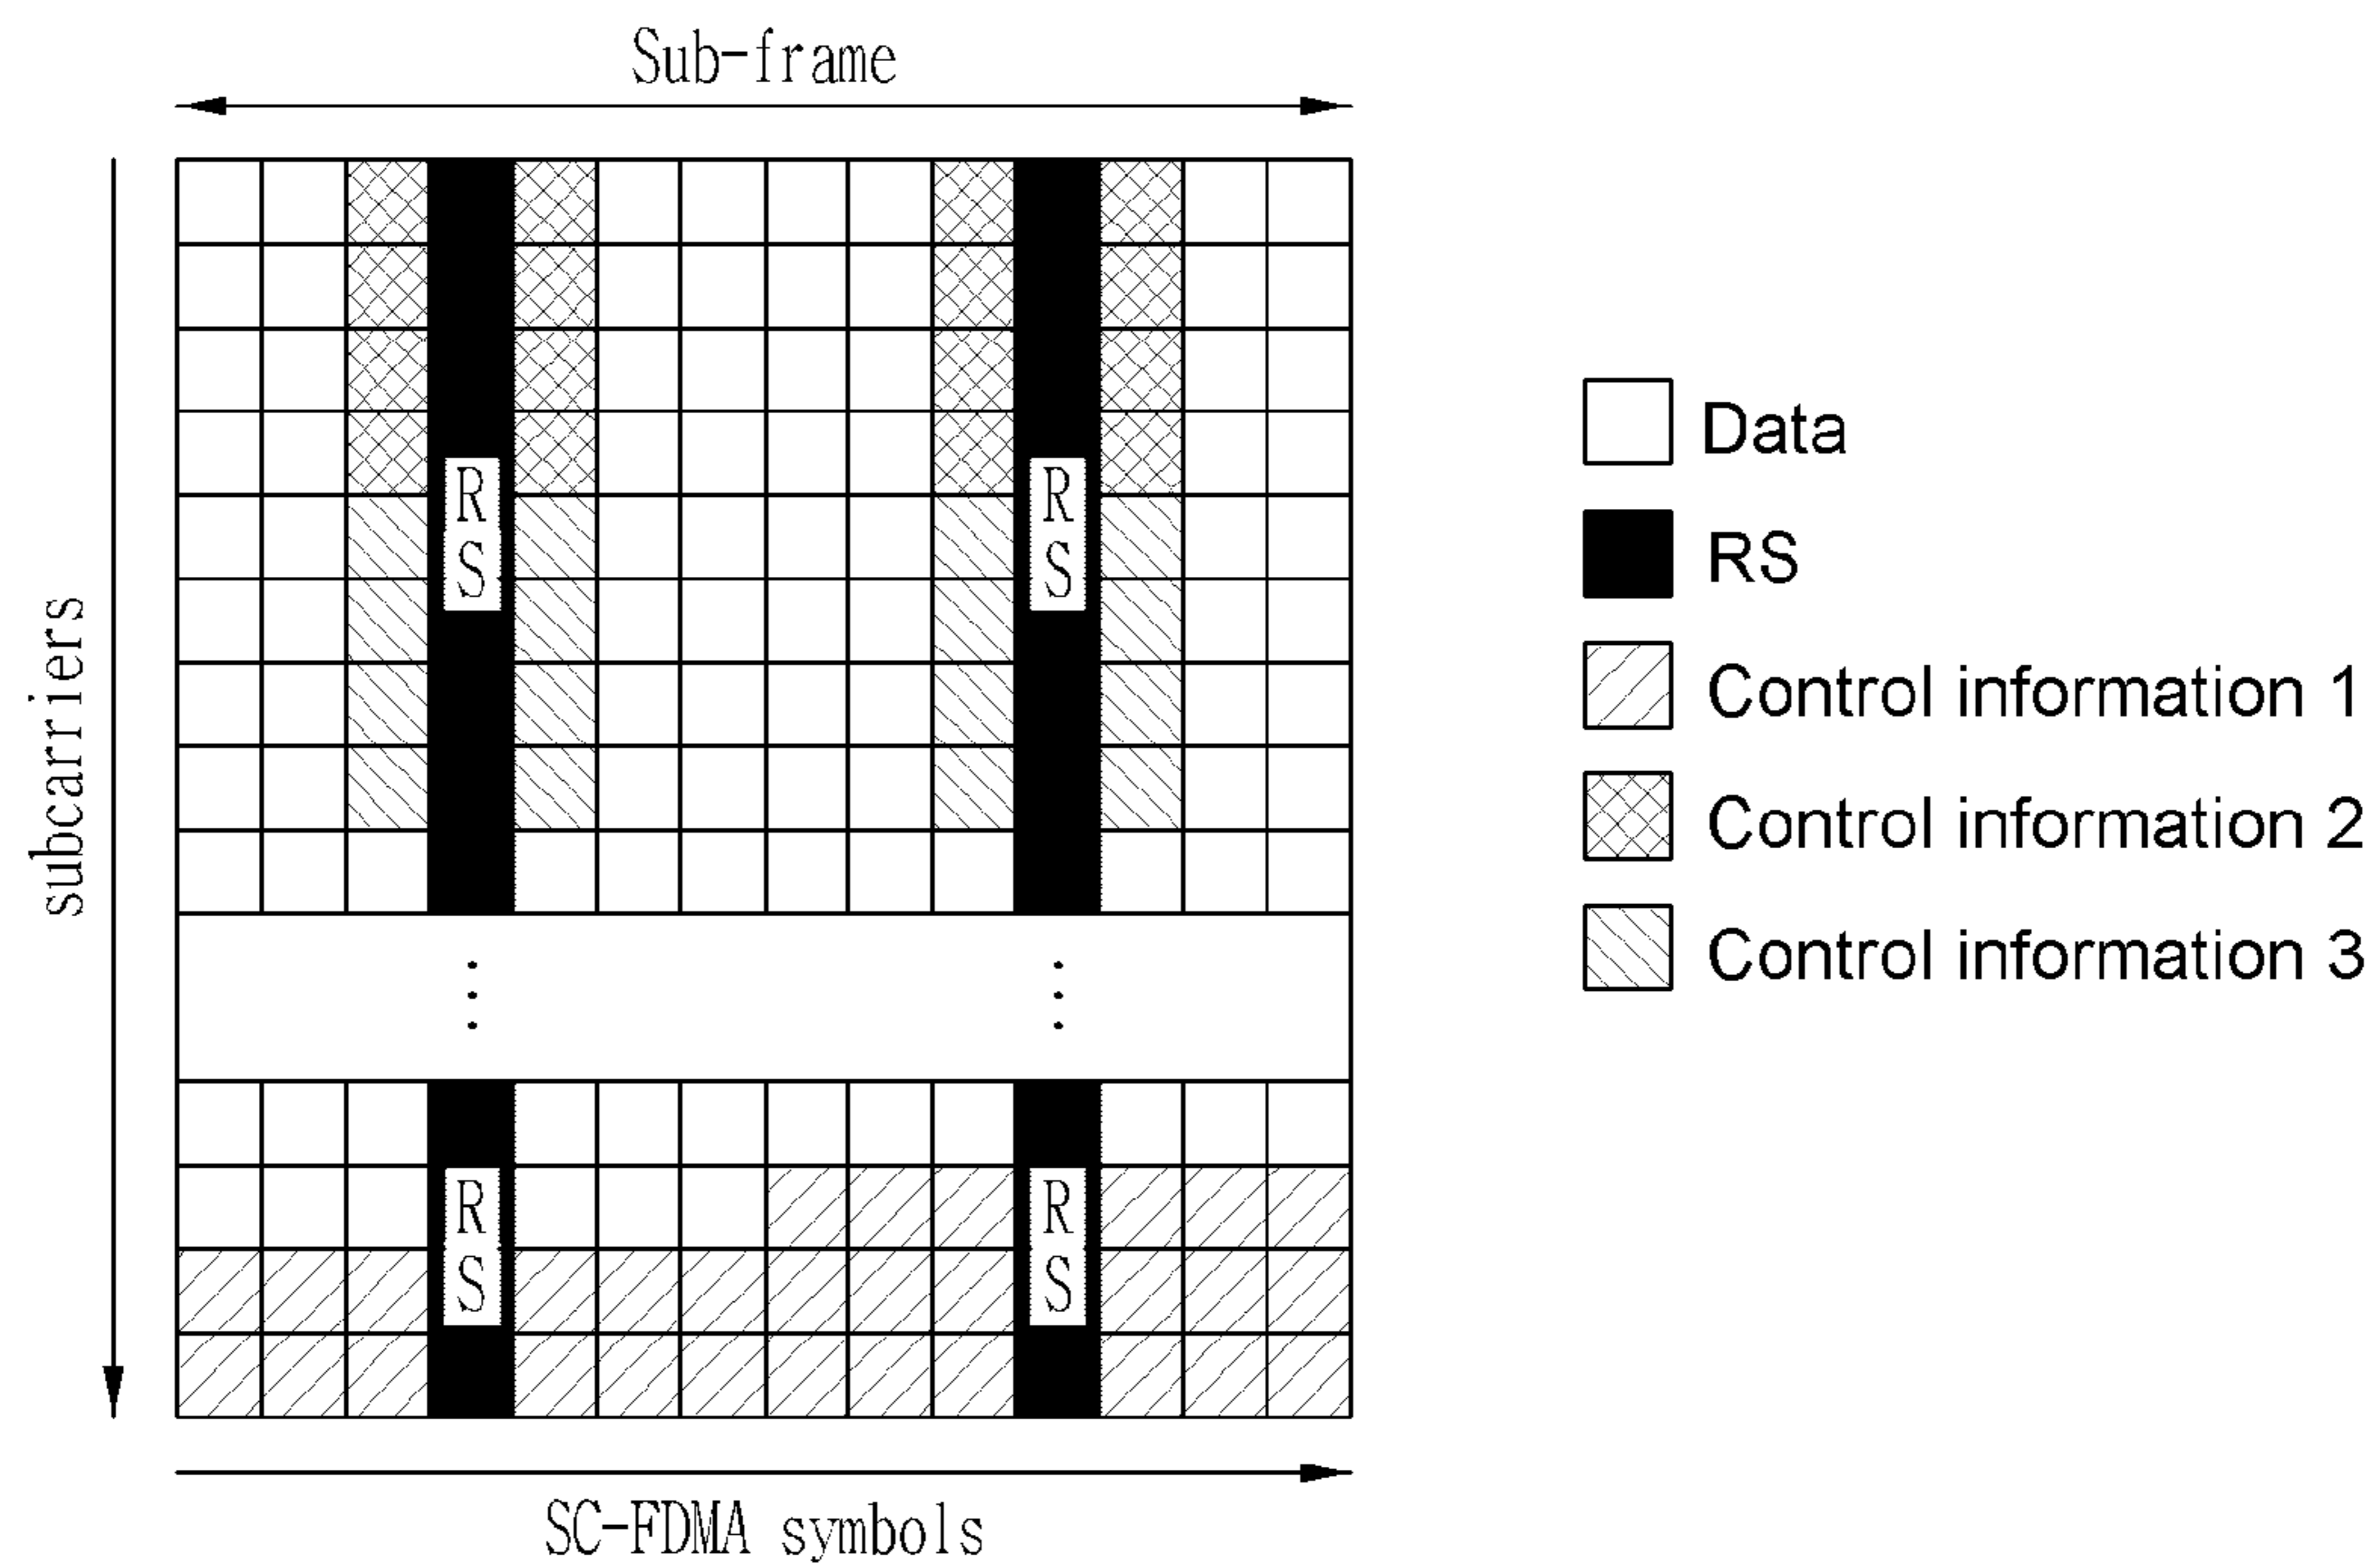 Sub-frame
subcarriers
R
S
R
S
R
S
R
S
SC-FDMA symbols
Data
RS
Control information 1
Control information 2
Control information 3